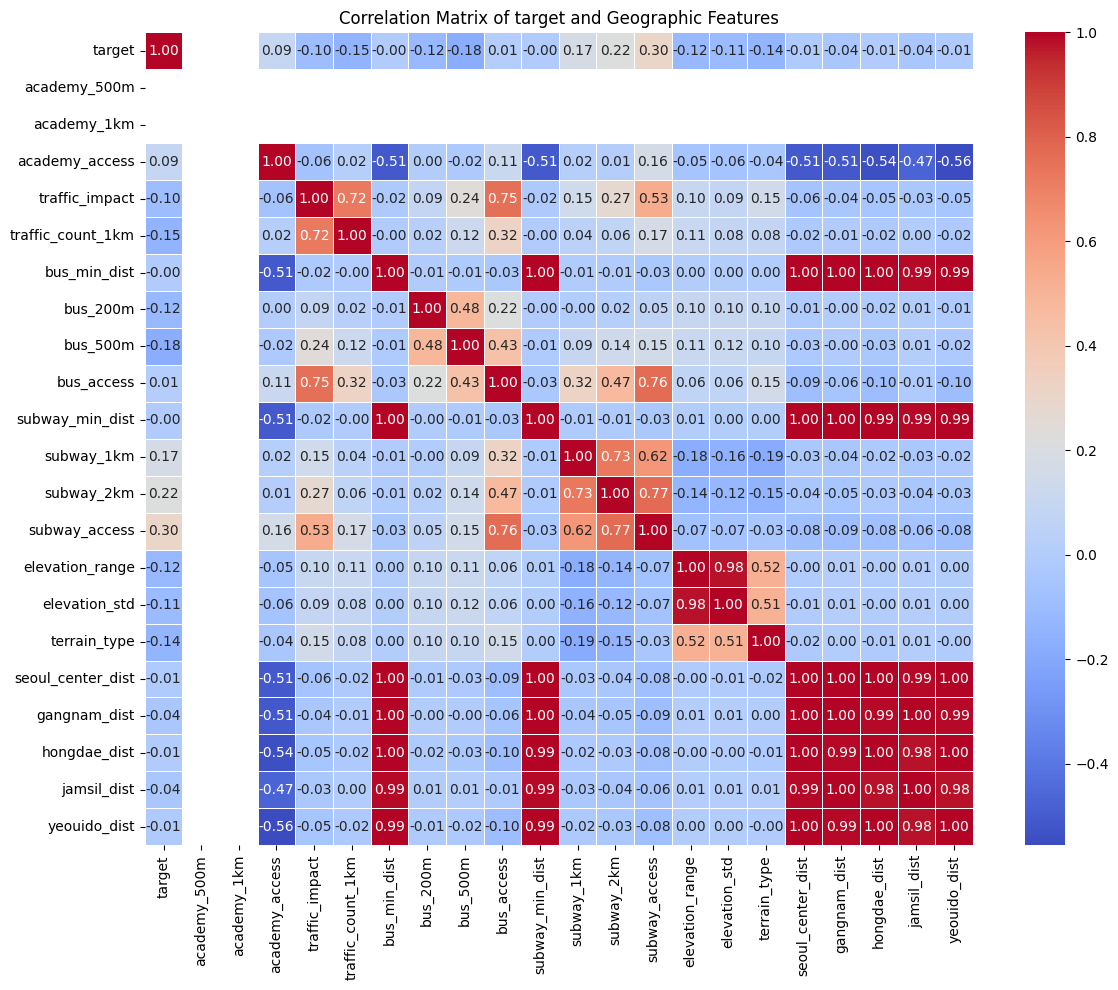 Correlation Matrix of target and Geographic Features
target 1.00 0.09 -0.10 -0.15 -0.00 -0.12 -0.18 0.01 -0.00 0.17 0.22 0.30 -0.12 -0.11 -0.14 -0.01 -0.04 -0.01 -0.04 -0.01
academy_500m
academy_1km
academy_access 0.09 1.00 -0.06 0.02 -0.51 0.00 -0.02 0.11 -0.51 0.02 0.01 0.16 -0.05 -0.06 -0.04 -0.51 -0.51 -0.54 -0.47 -0.56
traffic_impact -0.10 -0.06 1.00 0.72 -0.02 0.09 0.24 0.75 -0.02 0.15 0.27 0.53 0.10 0.09 0.15 -0.06 -0.04 -0.05 -0.03 -0.05
traffic_count_1km -0.15 0.02 0.72 1.00 -0.00 0.02 0.12 0.32 -0.00 0.04 0.06 0.17 0.11 0.08 0.08 -0.02 -0.01 -0.02 0.00 -0.02
bus_min_dist -0.00 -0.51 -0.02 -0.00 1.00 -0.01 -0.01 -0.03 1.00 -0.01 -0.01 -0.03 0.00 0.00 0.00 1.00 1.00 1.00 0.99 0.99
bus_200m -0.12 0.00 0.09 0.02 -0.01 1.00 0.48 0.22 -0.00 -0.00 0.02 0.05 0.10 0.10 0.10 -0.01 -0.00 -0.02 0.01 -0.01
bus_500m -0.18 -0.02 0.24 0.12 -0.01 0.48 1.00 0.43 -0.01 0.09 0.14 0.15 0.11 0.12 0.10 -0.03 -0.00 -0.03 0.01 -0.02
bus_access 0.01 0.11 0.75 0.32 -0.03 0.22 0.43 1.00 -0.03 0.32 0.47 0.76 0.06 0.06 0.15 -0.09 -0.06 -0.10 -0.01 -0.10
subway_min_dist -0.00 -0.51 -0.02 -0.00 1.00 -0.00 -0.01 -0.03 1.00 -0.01 -0.01 -0.03 0.01 0.00 0.00 1.00 1.00 0.99 0.99 0.99
subway_1km 0.17 0.02 0.15 0.04 -0.01 -0.00 0.09 0.32 -0.01 1.00 0.73 0.62 -0.18 -0.16 -0.19 -0.03 -0.04 -0.02 -0.03 -0.02
subway_2km 0.22 0.01 0.27 0.06 -0.01 0.02 0.14 0.47 -0.01 0.73 1.00 0.77 -0.14 -0.12 -0.15 -0.04 -0.05 -0.03 -0.04 -0.03
subway_access 0.30 0.16 0.53 0.17 -0.03 0.05 0.15 0.76 -0.03 0.62 0.77 1.00 -0.07 -0.07 -0.03 -0.08 -0.09 -0.08 -0.06 -0.08
elevation_range -0.12 -0.05 0.10 0.11 0.00 0.10 0.11 0.06 0.01 -0.18 -0.14 -0.07 1.00 0.98 0.52 -0.00 0.01 -0.00 0.01 0.00
elevation_std -0.11 -0.06 0.09 0.08 0.00 0.10 0.12 0.06 0.00 -0.16 -0.12 -0.07 0.98 1.00 0.51 -0.01 0.01 -0.00 0.01 0.00
terrain_type -0.14 -0.04 0.15 0.08 0.00 0.10 0.10 0.15 0.00 -0.19 -0.15 -0.03 0.52 0.51 1.00 -0.02 0.00 -0.01 0.01 -0.00
seoul_center_dist -0.01 -0.51 -0.06 -0.02 1.00 -0.01 -0.03 -0.09 1.00 -0.03 -0.04 -0.08 -0.00 -0.01 -0.02 1.00 1.00 1.00 0.99 1.00
gangnam_dist -0.04 -0.51 -0.04 -0.01 1.00 -0.00 -0.00 -0.06 1.00 -0.04 -0.05 -0.09 0.01 0.01 0.00 1.00 1.00 0.99 1.00 0.99
hongdae_dist -0.01 -0.54 -0.05 -0.02 1.00 -0.02 -0.03 -0.10 0.99 -0.02 -0.03 -0.08 -0.00 -0.00 -0.01 1.00 0.99 1.00 0.98 1.00
jamsil_dist -0.04 -0.47 -0.03 0.00 0.99 0.01 0.01 -0.01 0.99 -0.03 -0.04 -0.06 0.01 0.01 0.01 0.99 1.00 0.98 1.00 0.98
yeouido_dist -0.01 -0.56 -0.05 -0.02 0.99 -0.01 -0.02 -0.10 0.99 -0.02 -0.03 -0.08 0.00 0.00 -0.00 1.00 0.99 1.00 0.98 1.00
target
academy_500m
academy_1km
academy_access
traffic_impact
traffic_count_1km
bus_min_dist
bus_200m
bus_500m
bus_access
subway_min_dist
subway_1km
subway_2km
subway_access
elevation_range
elevation_std
terrain_type
seoul_center_dist
gangnam_dist
hongdae_dist
jamsil_dist
yeouido_dist
1.0
0.8
0.6
0.4
0.2
0.0
−0.2
−0.4